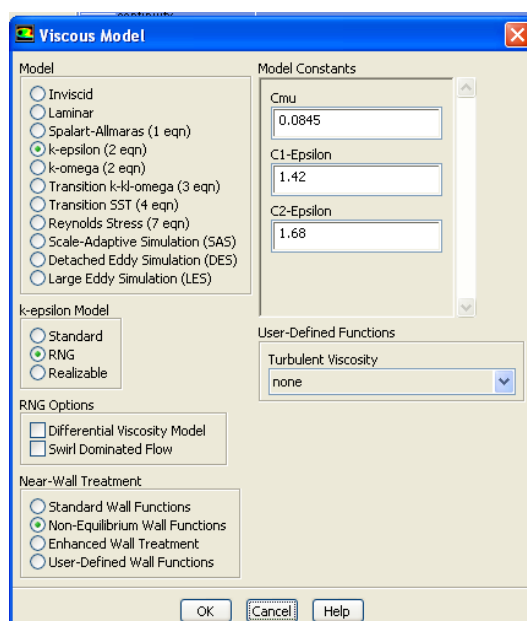 continuity
Viscous Model
Model
Inviscid
Laminar
Spalart-Allmaras (1 eqn)
k-epsilon (2 eqn)
k-omega (2 eqn)
Transition k-kl-omega (3 eqn)
Transition SST (4 eqn)
Reynolds Stress (7 eqn)
Scale-Adaptive Simulation (SAS)
Detached Eddy Simulation (DES)
Large Eddy Simulation (LES)
k-epsilon Model
Standard
RNG
Realizable
RNG Options
Differential Viscosity Model
Swirl Dominated Flow
Near-Wall Treatment
Standard Wall Functions
Non-Equilibrium Wall Functions
Enhanced Wall Treatment
User-Defined Wall Functions
Model Constants
Cmu
0.0845
C1-Epsilon
1.42
C2-Epsilon
1.68
User-Defined Functions
Turbulent Viscosity
none
OK Cancel Help